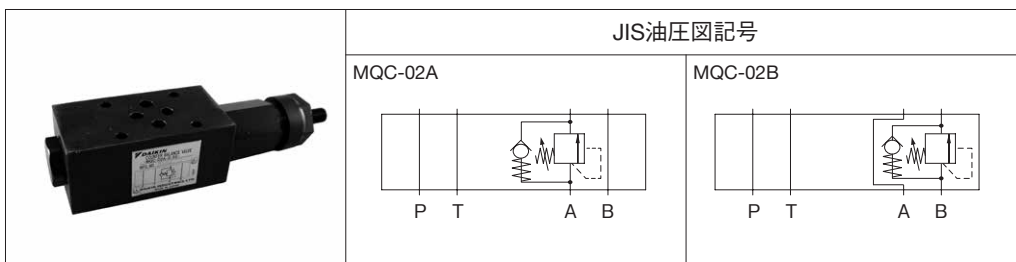 JIS油圧図記号
MQC-02A
MQC-02B
DAIKIN
P T A B
P T A B